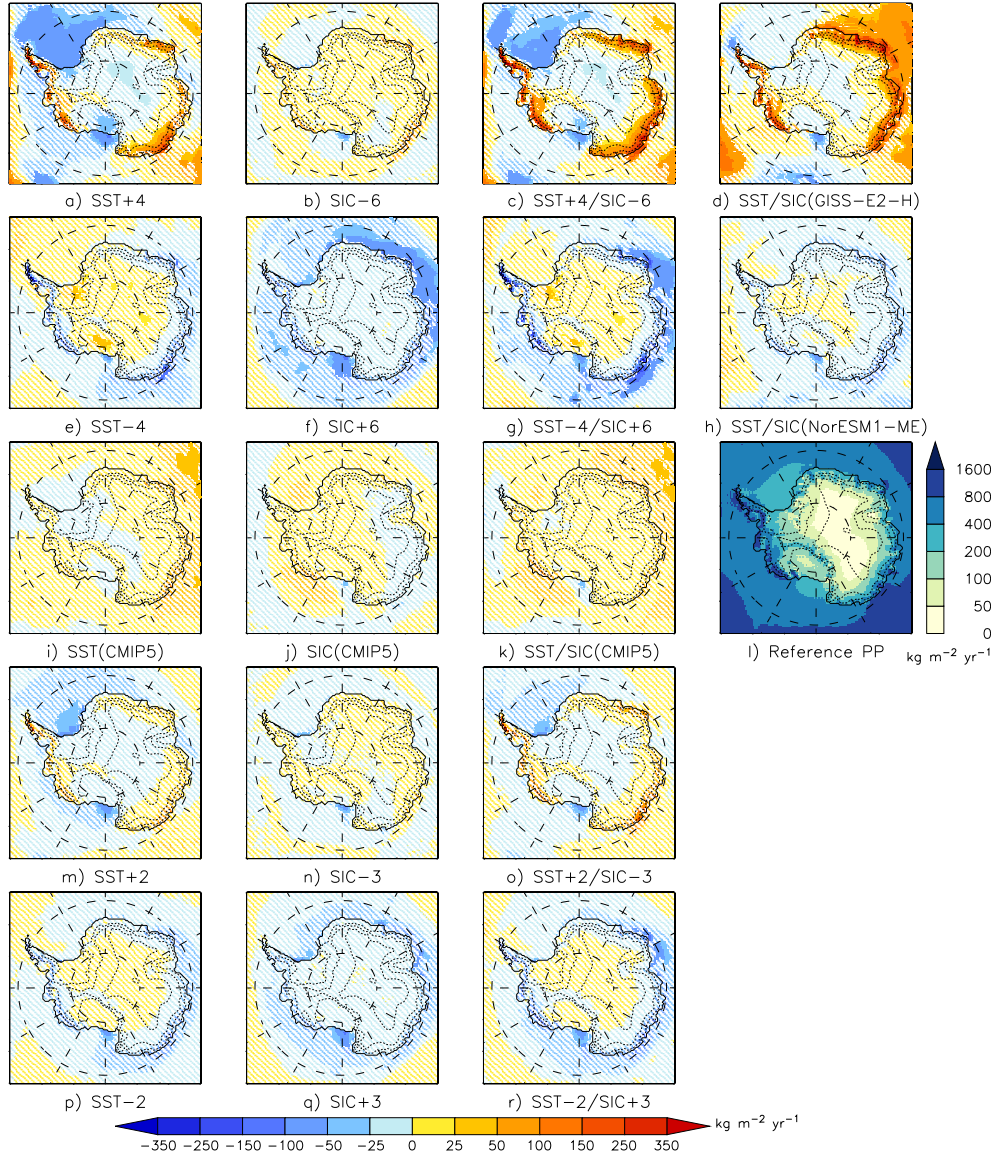 a) SST+4
b) SIC−6
c) SST+4/SIC−6
d) SST/SIC(GISS−E2−H)
e) SST−4
f) SIC+6
g) SST−4/SIC+6
h) SST/SIC(NorESM1−ME)
i) SST(CMIP5)
j) SIC(CMIP5)
k) SST/SIC(CMIP5)
l) Reference PP
1600
800
400
200
100
50
0
kg m−2 yr−1
m) SST+2
n) SIC−3
o) SST+2/SIC−3
p) SST−2
q) SIC+3
r) SST−2/SIC+3
kg m−2 yr−1
−350 −250 −150 −100 −50 −25 0 25 50 100 150 250 350